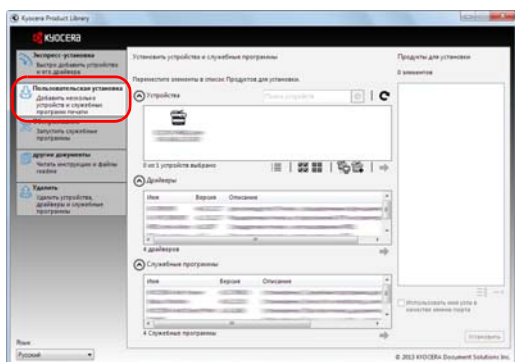 Kyocera Product Library
KYOCERA
Экспресс-установка
Быстро добавить устройства и его драйвера
Пользовательская установка
Добавить несколько устройств и служебных программ печати
Запустить служебные программы
другие документы
Читать инструкции и файлы readme
Удалить
Удалить устройства, драйверы и служебные программы
Язык
Русский
Установить устройства и служебные программы
Переместите элементы в список Продуктов для установки.
Устройства
Поиск устройств
0 из 1 устройств выбрано
Драйверы
Имя Версия Описание
4 драйверов
Служебные программы
Имя Версия Описание
4 Служебные программы
Продукты для установки
0 элементов
Использовать имя узла в качестве имени порта
Установить
© 2013 KYOCERA Document Solutions Inc.